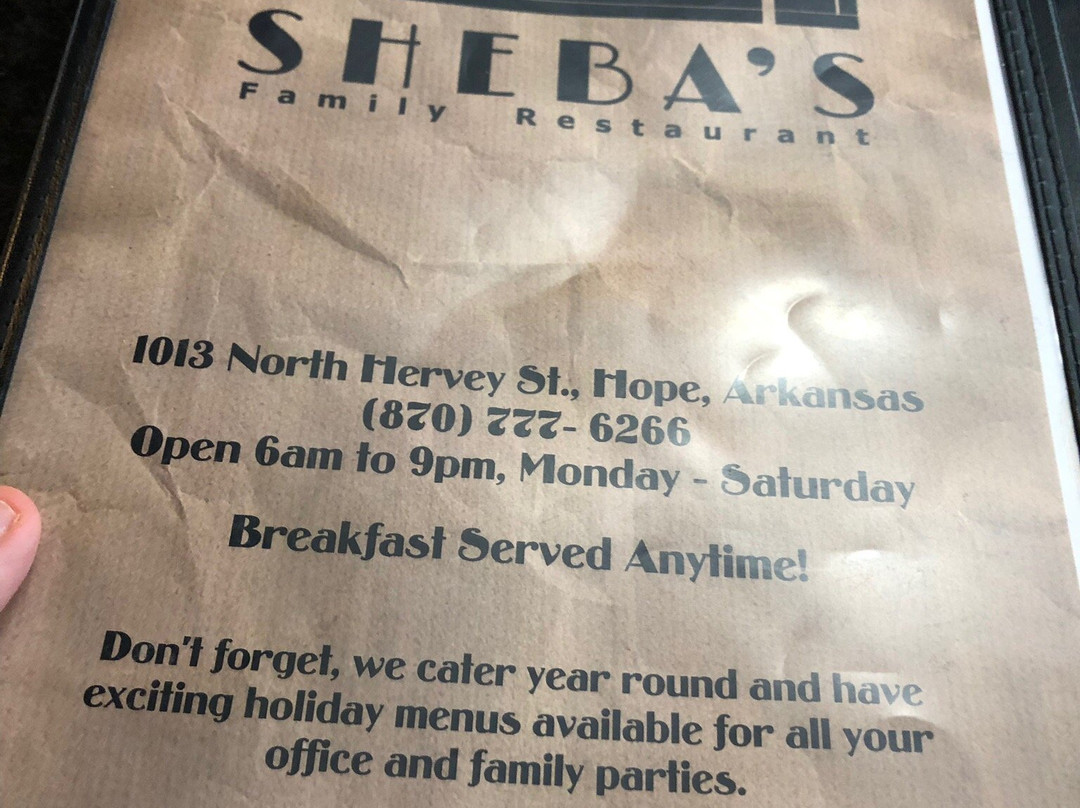 SHEBA'S
Family Restaurant
1013 North Hervey St., Hope, Arkansas
(870) 777- 6266
Open 6am to 9pm, Monday - Saturday
Breakfast Served Anytime!
Don't forget, we cater year round and have
exciting holiday menus available for all your
office and family parties.